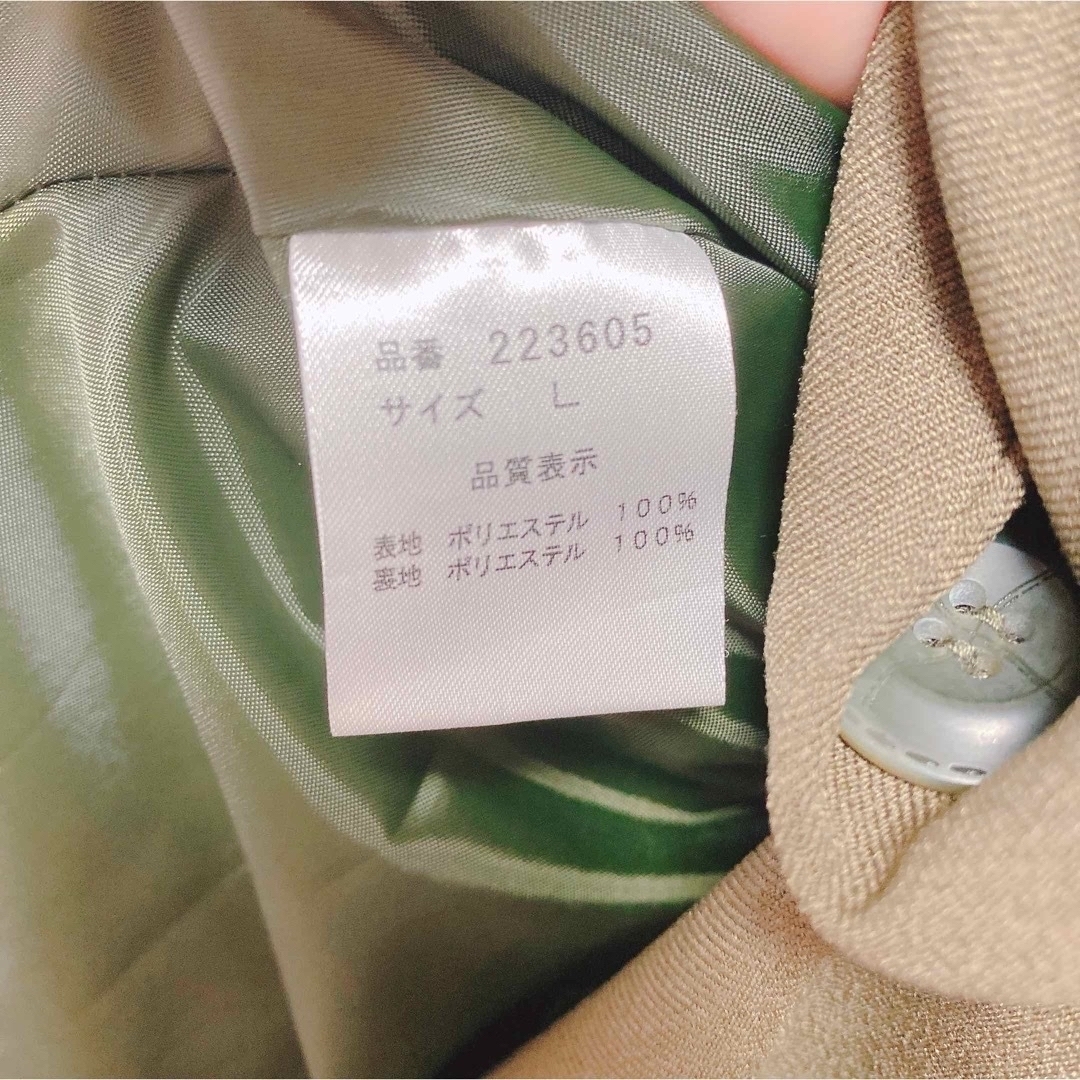 品番 223605
サイズ L
品質表示
表地 ポリエステル 100%
裏地 ポリエステル 100%